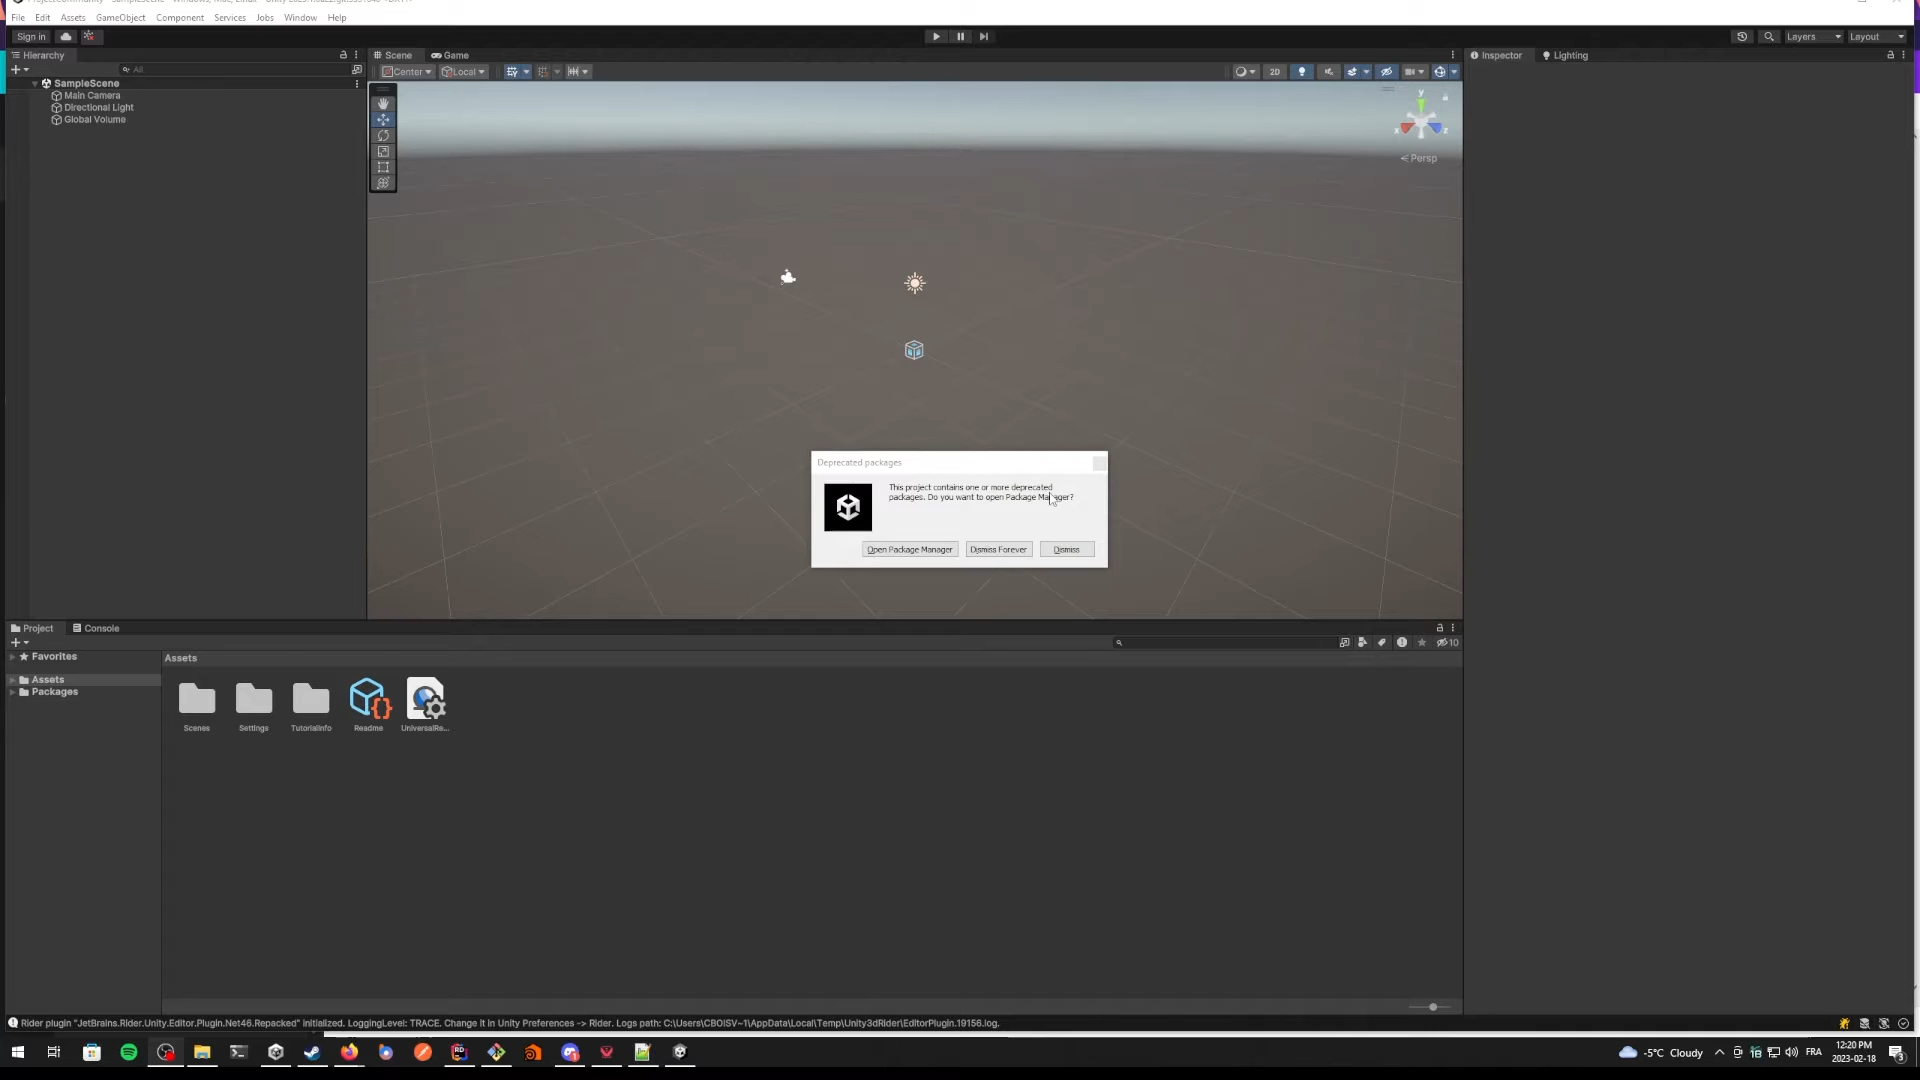 File Edit Assets GameObject Component Services Jobs Window Help
Sign in
Layers
Layout
Hierarchy
Scene
Game
Inspector
Lighting
All
Center
Local
2D
SampleScene
Main Camera
Directional Light
Global Volume
y
x
z
Persp
Deprecated packages
This project contains one or more deprecated
packages. Do you want to open Package Manager?
Open Package Manager
Dismiss Forever
Dismiss
Project
Console
10
Favorites
Assets
Packages
Assets
Scenes
Settings
TutorialInfo
Readme
UniversalRe...
Rider plugin "JetBrains.Rider.Unity.Editor.Plugin.Net46.Repacked" initialized. LoggingLevel: TRACE. Change it in Unity Preferences -> Rider. Logs path: C:\Users\CBOISV~1\AppData\Local\Temp\Unity3dRider\EditorPlugin.19156.log.
-5°C Cloudy
FRA
12:20 PM
2023-02-18